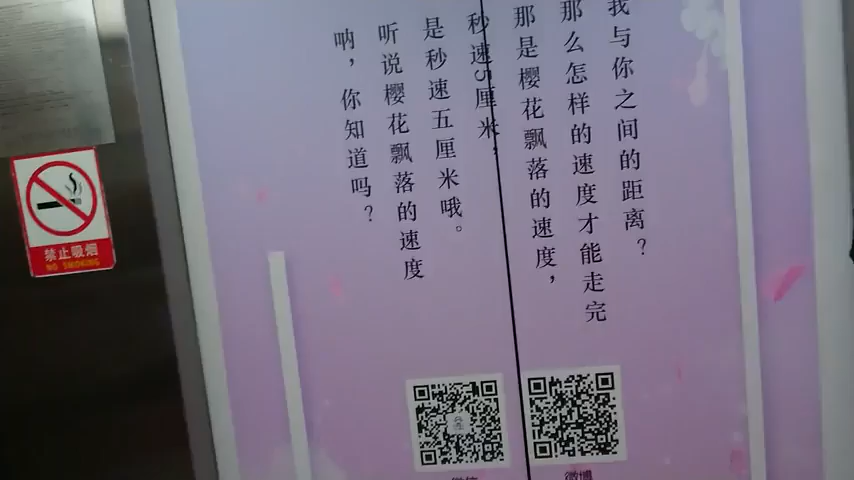 呐，你知道吗？
听说樱花飘落的速度
是秒速五厘米哦。
秒速5厘米，
那是樱花飘落的速度，
那么怎样的速度才能走完
我与你之间的距离？
禁止吸烟
NO SMOKING
微信
微博